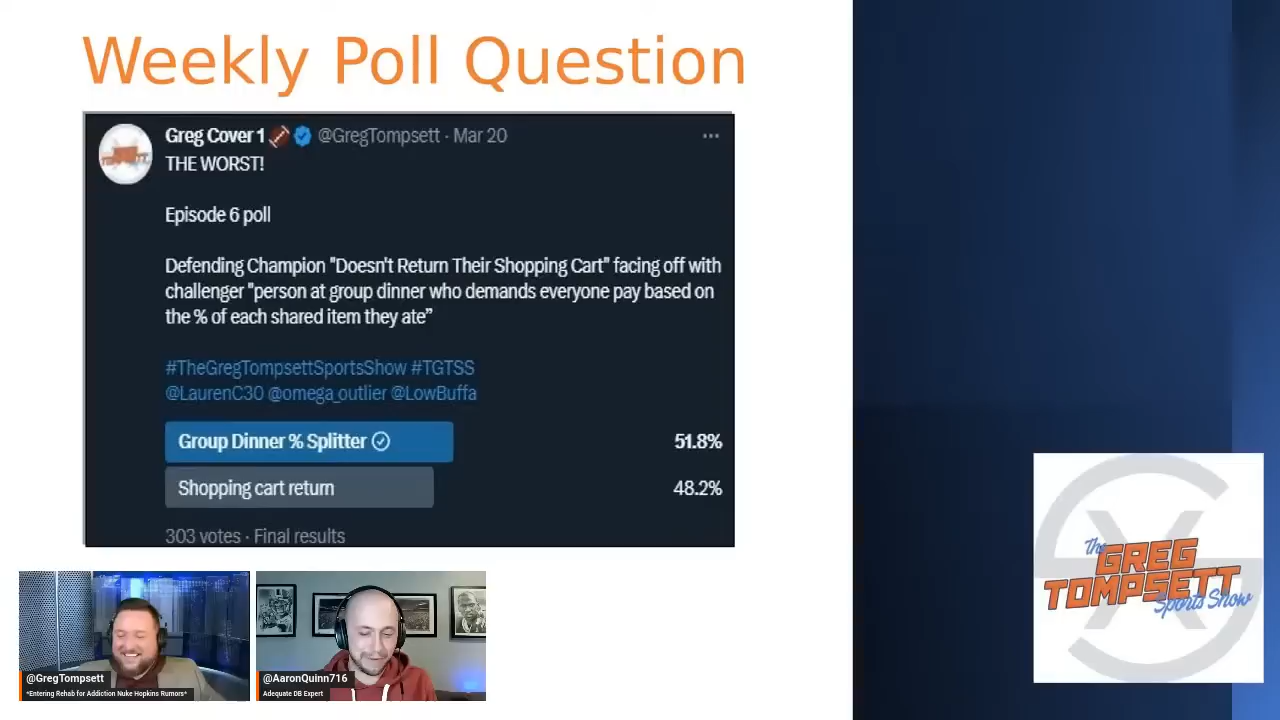 Weekly Poll Question
Greg Cover 1 @GregTompsett · Mar 20
THE WORST!
Episode 6 poll
Defending Champion "Doesn't Return Their Shopping Cart" facing off with
challenger "person at group dinner who demands everyone pay based on
the % of each shared item they ate”
#TheGregTompsettSportsShow #TGTSS
@LaurenC30 @omega_outlier @LowBuffa
Group Dinner % Splitter 51.8%
Shopping cart return 48.2%
303 votes · Final results
@GregTompsett
*Entering Rehab for Addiction Nuke Hopkins Rumors*
@AaronQuinn716
Adequate DB Expert
The
GREG
TOMPSETT
Sports Show